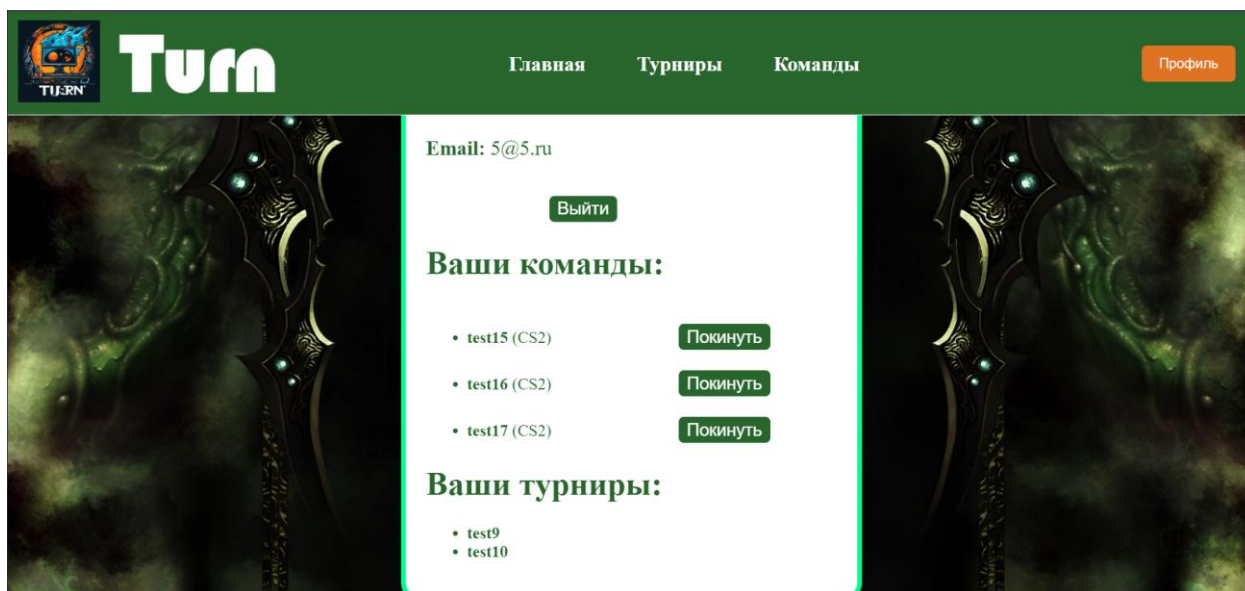 TURN
Turn
Главная Турниры Команды
Профиль
Email: 5@5.ru
Выйти
Ваши команды:
• test15 (CS2) Покинуть
• test16 (CS2) Покинуть
• test17 (CS2) Покинуть
Ваши турниры:
• test9
• test10